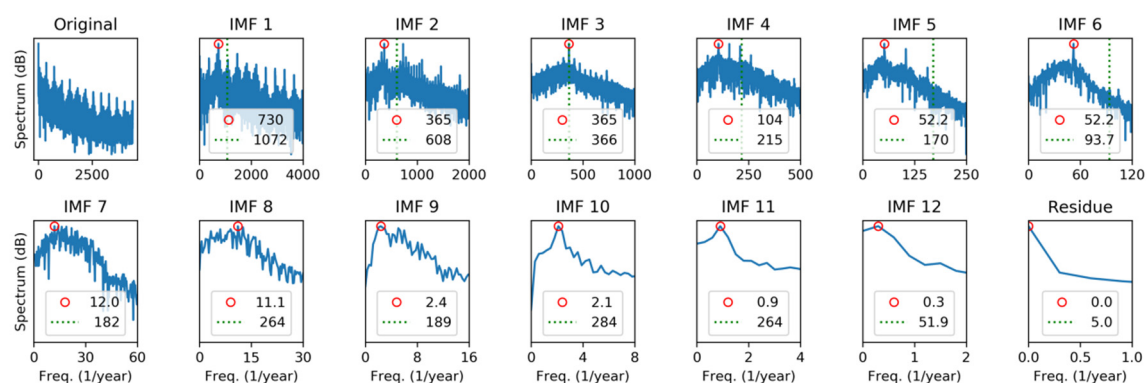 Original IMF 1 IMF 2 IMF 3 IMF 4 IMF 5 IMF 6
Spectrum (dB)
730 365 365 104 52.2 52.2
1072 608 366 215 170 93.7
2500 0 2000 4000 0 1000 2000 0 500 1000 0 250 500 0 125 250 0 60 120
IMF 7 IMF 8 IMF 9 IMF 10 IMF 11 IMF 12 Residue
Spectrum (dB)
12.0 11.1 2.4 2.1 0.9 0.3 0.0
182 264 189 284 264 51.9 5.0
0 30 60 0 15 30 0 8 16 0 4 8 0 2 4 0 1 2 0.0 0.5 1.0
Freq. (1/year) Freq. (1/year) Freq. (1/year) Freq. (1/year) Freq. (1/year) Freq. (1/year) Freq. (1/year)